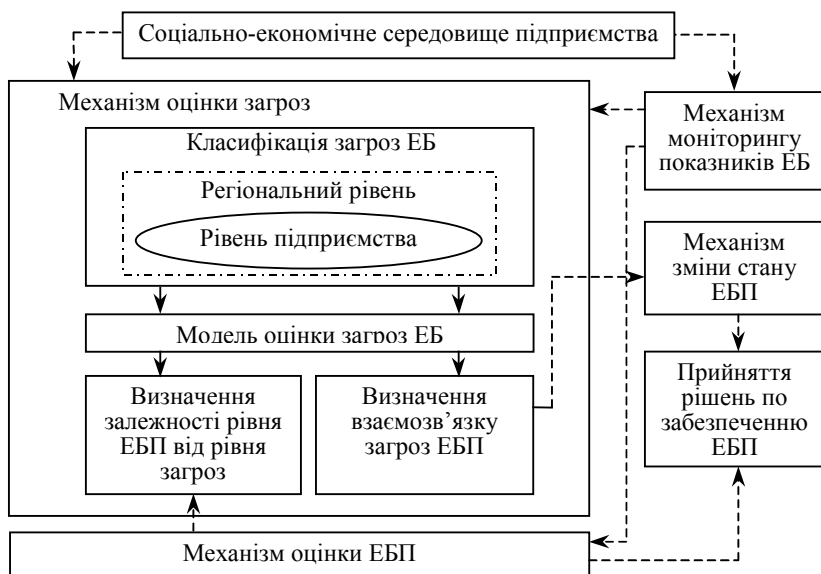 Соціально-економічне середовище підприємства
Механізм оцінки загроз
Класифікація загроз ЕБ
Регіональний рівень
Рівень підприємства
Модель оцінки загроз ЕБ
Визначення
залежності рівня
ЕБП від рівня
загроз
Визначення
взаємозв’язку
загроз ЕБП
Механізм
моніторингу
показників ЕБ
Механізм
зміни стану
ЕБП
Прийняття
рішень по
забезпеченню
ЕБП
Механізм оцінки ЕБП